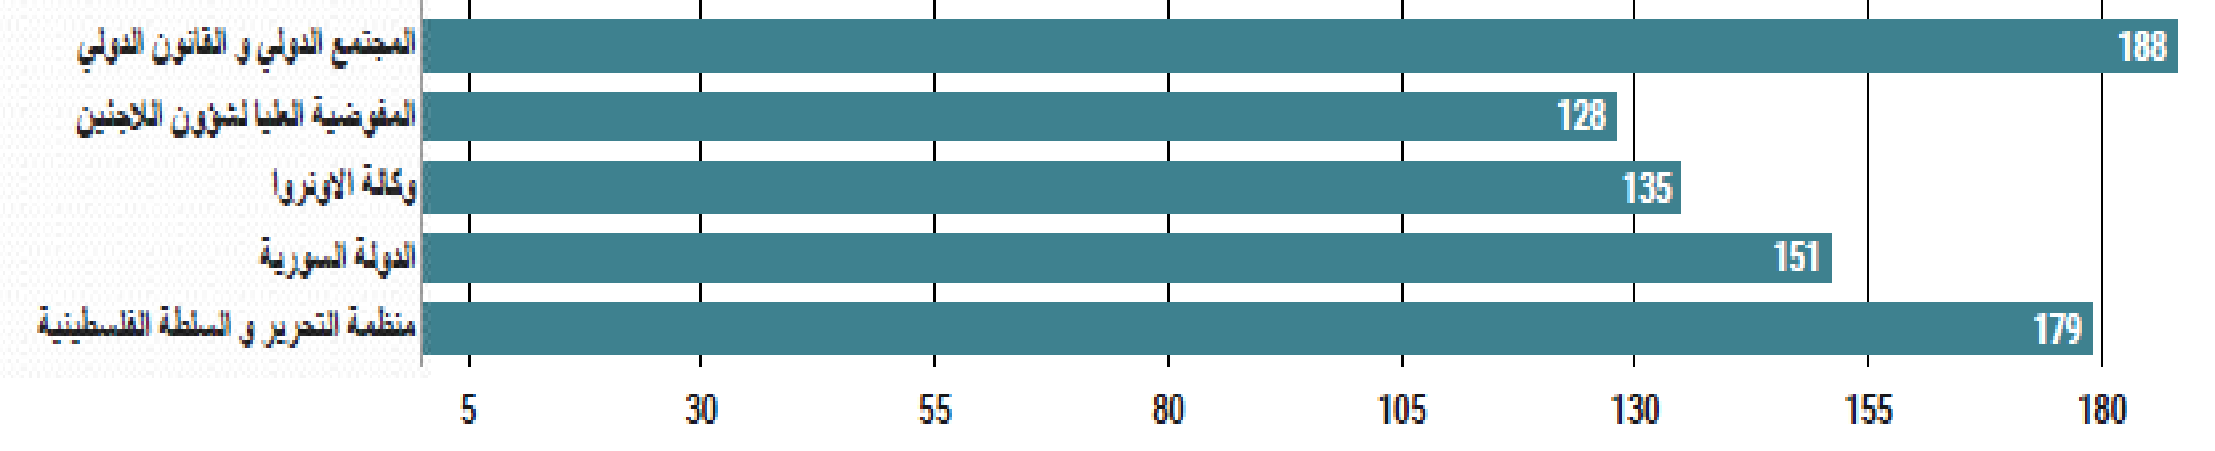 المجتمع الدولي و القانون الدولي 188
المفوضية العليا لشؤون اللاجئين 128
وكالة الاونروا 135
الدولة السورية 151
منظمة التحرير و السلطة الفلسطينية 179
5 30 55 80 105 130 155 180